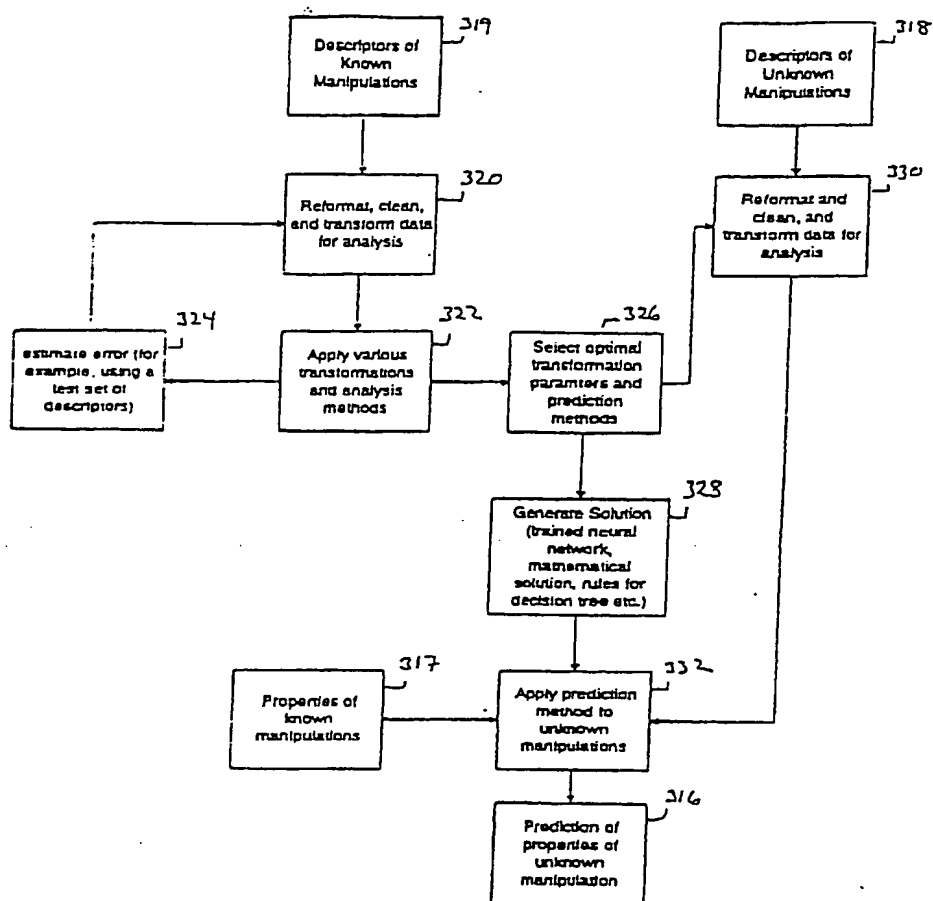 319
Descriptors of
Known
Manipulations
318
Descriptors of
Unknown
Manipulations
320
Reformat, clean,
and transform data
for analysis
330
Reformat and
clean, and
transform data for
analysis
324
estimate error (for
example, using a
test set of
descriptors)
322
Apply various
transformations
and analysis
methods
326
Select optimal
transformation
paramters and
prediction
methods
328
Generate Solution
(trained neural
network,
mathematical
solution, rules for
decision tree etc.)
317
Properties of
known
manipulations
332
Apply prediction
method to
unknown
manipulations
316
Prediction of
properties of
unknown
manipulation